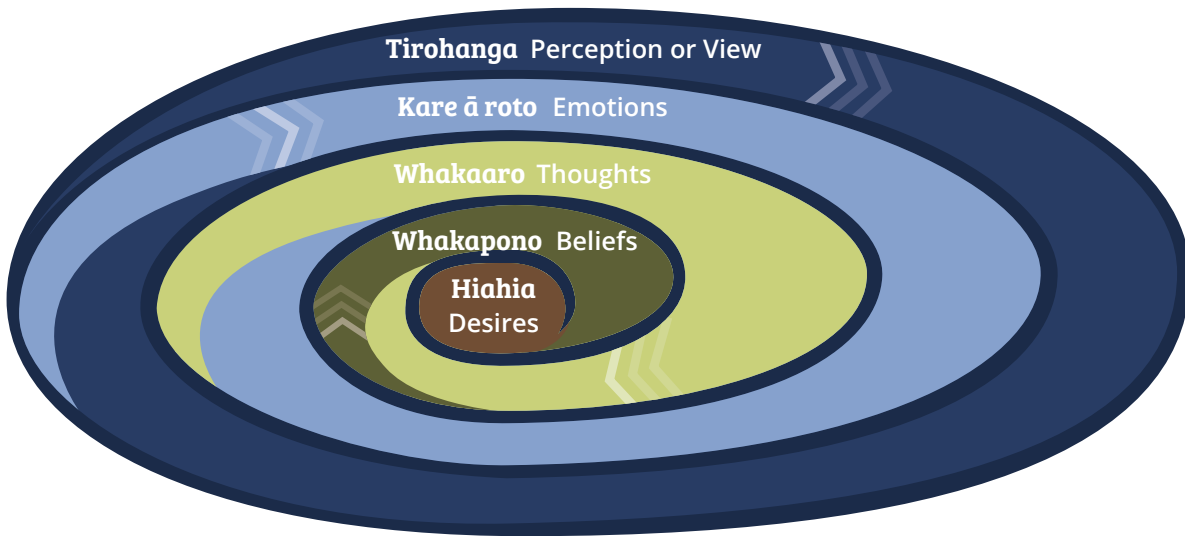 Tirohanga Perception or View
Kare ā roto Emotions
Whakaaro Thoughts
Whakapono Beliefs
Hiahia
Desires